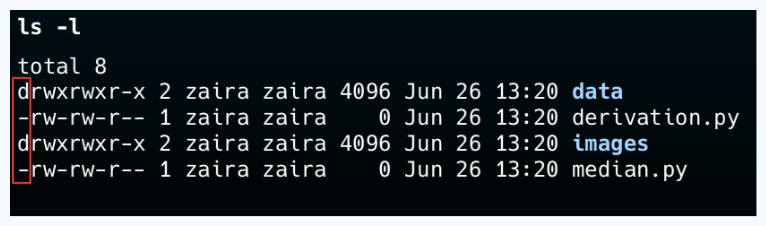 ls -l
total 8
drwxrwxr-x 2 zaira zaira 4096 Jun 26 13:20 data
-rw-rw-r-- 1 zaira zaira    0 Jun 26 13:20 derivation.py
drwxrwxr-x 2 zaira zaira 4096 Jun 26 13:20 images
-rw-rw-r-- 1 zaira zaira    0 Jun 26 13:20 median.py